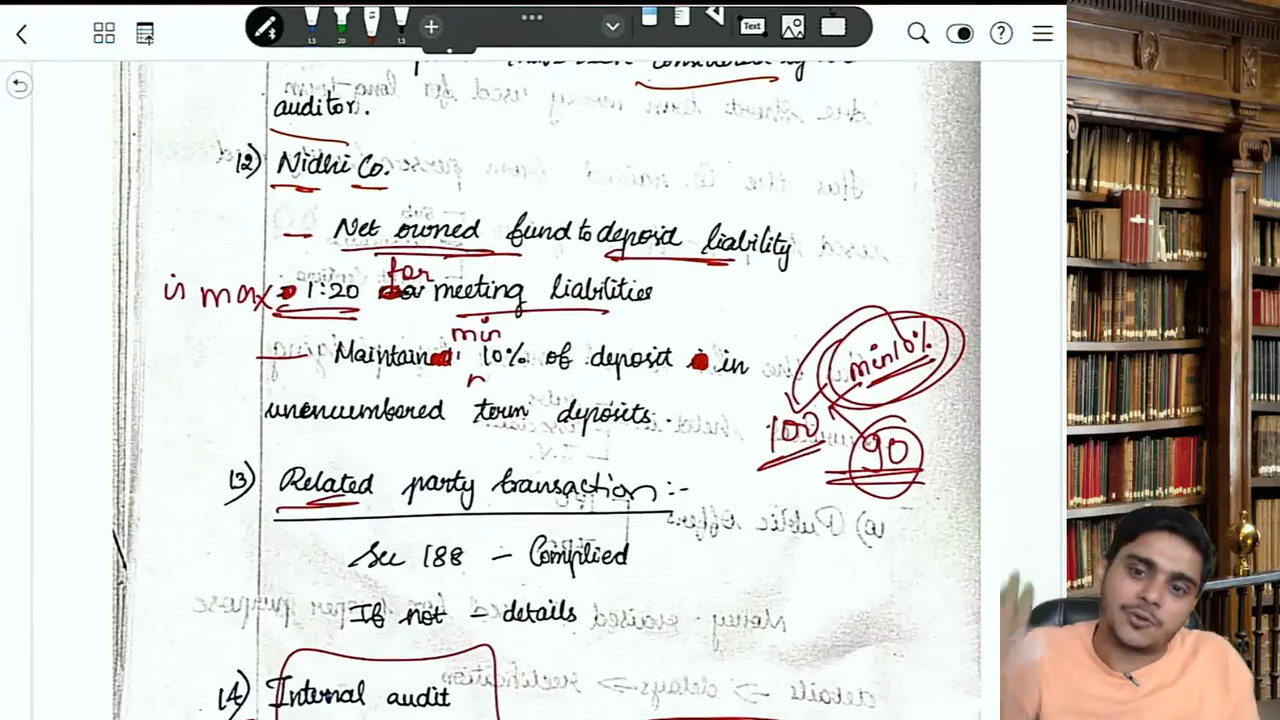 Text
auditor.
12) Nidhi Co.
— Net owned fund to deposit liability
is max 1:20 for meeting liabilities
min
— Maintain 10% of deposit in
unencumbered term deposits.
min 10%
100
90
13) Related party transaction :-
Sec 188 - Complied
If not - details
14) Internal audit